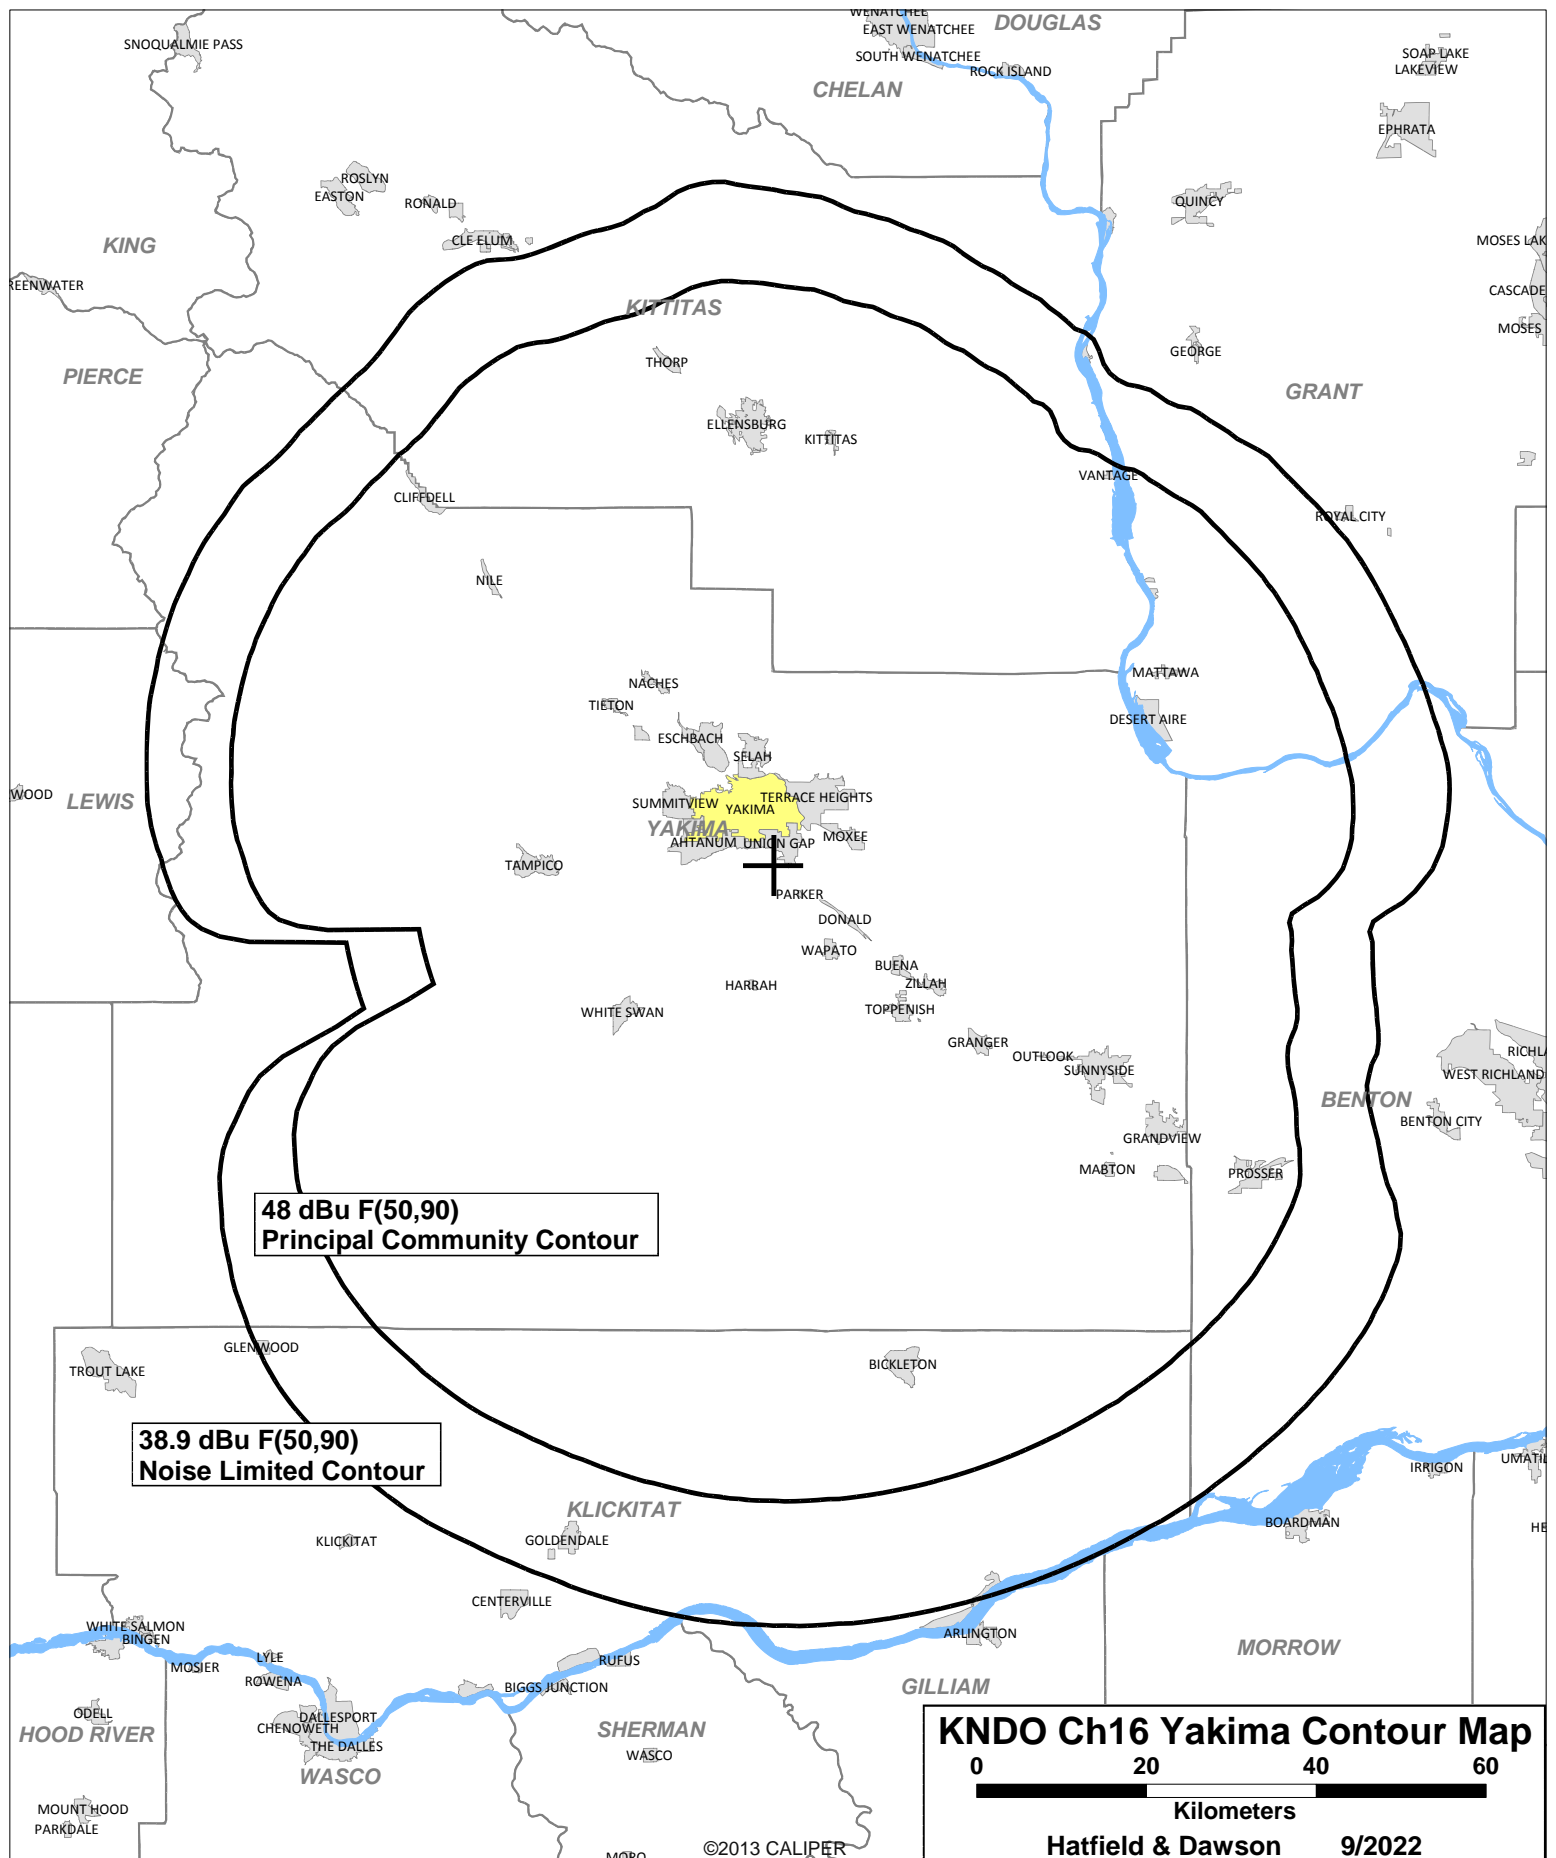 WENATCHEE
EAST WENATCHEE
DOUGLAS
SNOQUALMIE PASS
SOUTH WENATCHEE
SOAP LAKE
LAKEVIEW
ROCK ISLAND
CHELAN
EPHRATA
ROSLYN
EASTON
RONALD
QUINCY
CLE ELUM
KING
MOSES LAK
REENWATER
CASCADE
KITTITAS
MOSES
GEORGE
THORP
PIERCE
GRANT
ELLENSBURG
KITTITAS
VANTAGE
CLIFFDELL
ROYAL CITY
NILE
MATTAWA
NACHES
TIETON
DESERT AIRE
ESCHBACH
SELAH
WOOD
LEWIS
SUMMITVIEW
YAKIMA
TERRACE HEIGHTS
YAKIMA
AHTANUM
UNION GAP
MOXEE
TAMPICO
PARKER
DONALD
WAPATO
BUENA
ZILLAH
HARRAH
TOPPENISH
WHITE SWAN
GRANGER
OUTLOOK
SUNNYSIDE
RICHLA
WEST RICHLAND
BENTON
BENTON CITY
GRANDVIEW
MABTON
PROSSER
48 dBu F(50,90)
Principal Community Contour
GLENWOOD
TROUT LAKE
BICKLETON
38.9 dBu F(50,90)
Noise Limited Contour
IRRIGON
UMATIL
KLICKITAT
BOARDMAN
HE
KLICKITAT
GOLDENDALE
CENTERVILLE
WHITE SALMON
BINGEN
ARLINGTON
MORROW
LYLE
MOSIER
RUFUS
ROWENA
BIGGS JUNCTION
GILLIAM
ODELL
DALLESPORT
CHENOWETH
HOOD RIVER
THE DALLES
SHERMAN
WASCO
WASCO
MOUNT HOOD
PARKDALE
MORO
©2013 CALIPER
KNDO Ch16 Yakima Contour Map
0 20 40 60
Kilometers
Hatfield & Dawson 9/2022